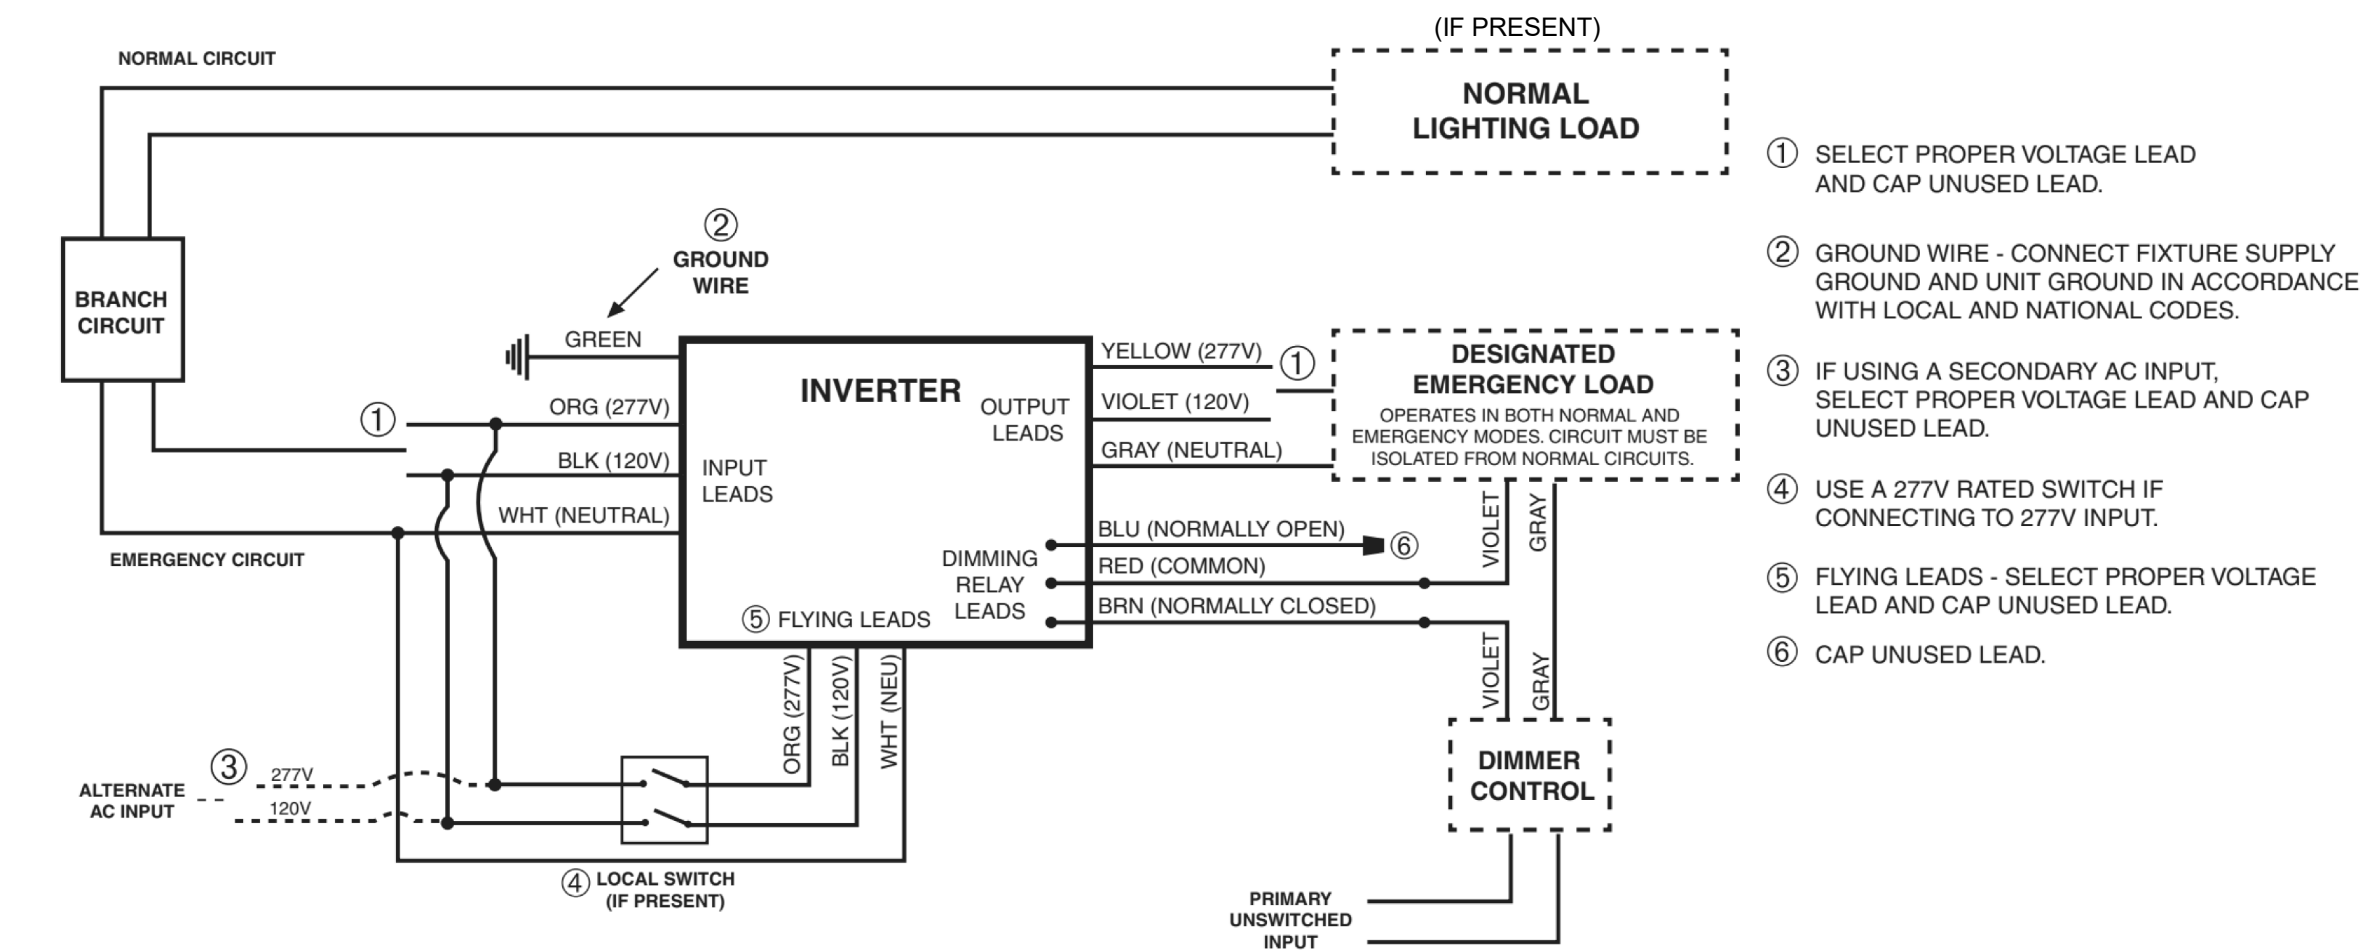 (IF PRESENT)
NORMAL CIRCUIT
NORMAL
LIGHTING LOAD
① SELECT PROPER VOLTAGE LEAD
AND CAP UNUSED LEAD.
② GROUND WIRE - CONNECT FIXTURE SUPPLY
GROUND AND UNIT GROUND IN ACCORDANCE
WITH LOCAL AND NATIONAL CODES.
③ IF USING A SECONDARY AC INPUT,
SELECT PROPER VOLTAGE LEAD AND CAP
UNUSED LEAD.
④ USE A 277V RATED SWITCH IF
CONNECTING TO 277V INPUT.
⑤ FLYING LEADS - SELECT PROPER VOLTAGE
LEAD AND CAP UNUSED LEAD.
⑥ CAP UNUSED LEAD.
BRANCH
CIRCUIT
②
GROUND
WIRE
GREEN
①
ORG (277V)
BLK (120V)
WHT (NEUTRAL)
EMERGENCY CIRCUIT
INVERTER
INPUT
LEADS
OUTPUT
LEADS
DIMMING
RELAY
LEADS
⑤ FLYING LEADS
YELLOW (277V)
①
VIOLET (120V)
GRAY (NEUTRAL)
DESIGNATED
EMERGENCY LOAD
OPERATES IN BOTH NORMAL AND
EMERGENCY MODES. CIRCUIT MUST BE
ISOLATED FROM NORMAL CIRCUITS.
BLU (NORMALLY OPEN)
⑥
RED (COMMON)
BRN (NORMALLY CLOSED)
VIOLET
GRAY
VIOLET
GRAY
ORG (277V)
BLK (120V)
WHT (NEU)
③
277V
ALTERNATE
AC INPUT
120V
④ LOCAL SWITCH
(IF PRESENT)
DIMMER
CONTROL
PRIMARY
UNSWITCHED
INPUT